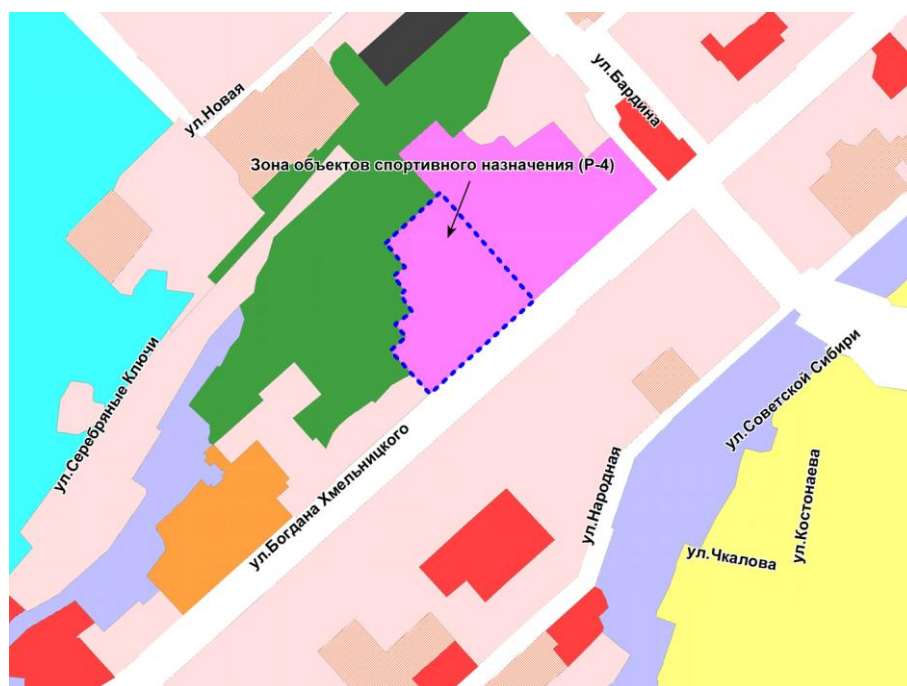 ул.Бардина
ул.Новая
Зона объектов спортивного назначения (Р-4)
ул.Серебряные Ключи
ул.Советской Сибири
ул.Богдана Хмельницкого
ул.Народная
ул.Костонаева
ул.Чкалова